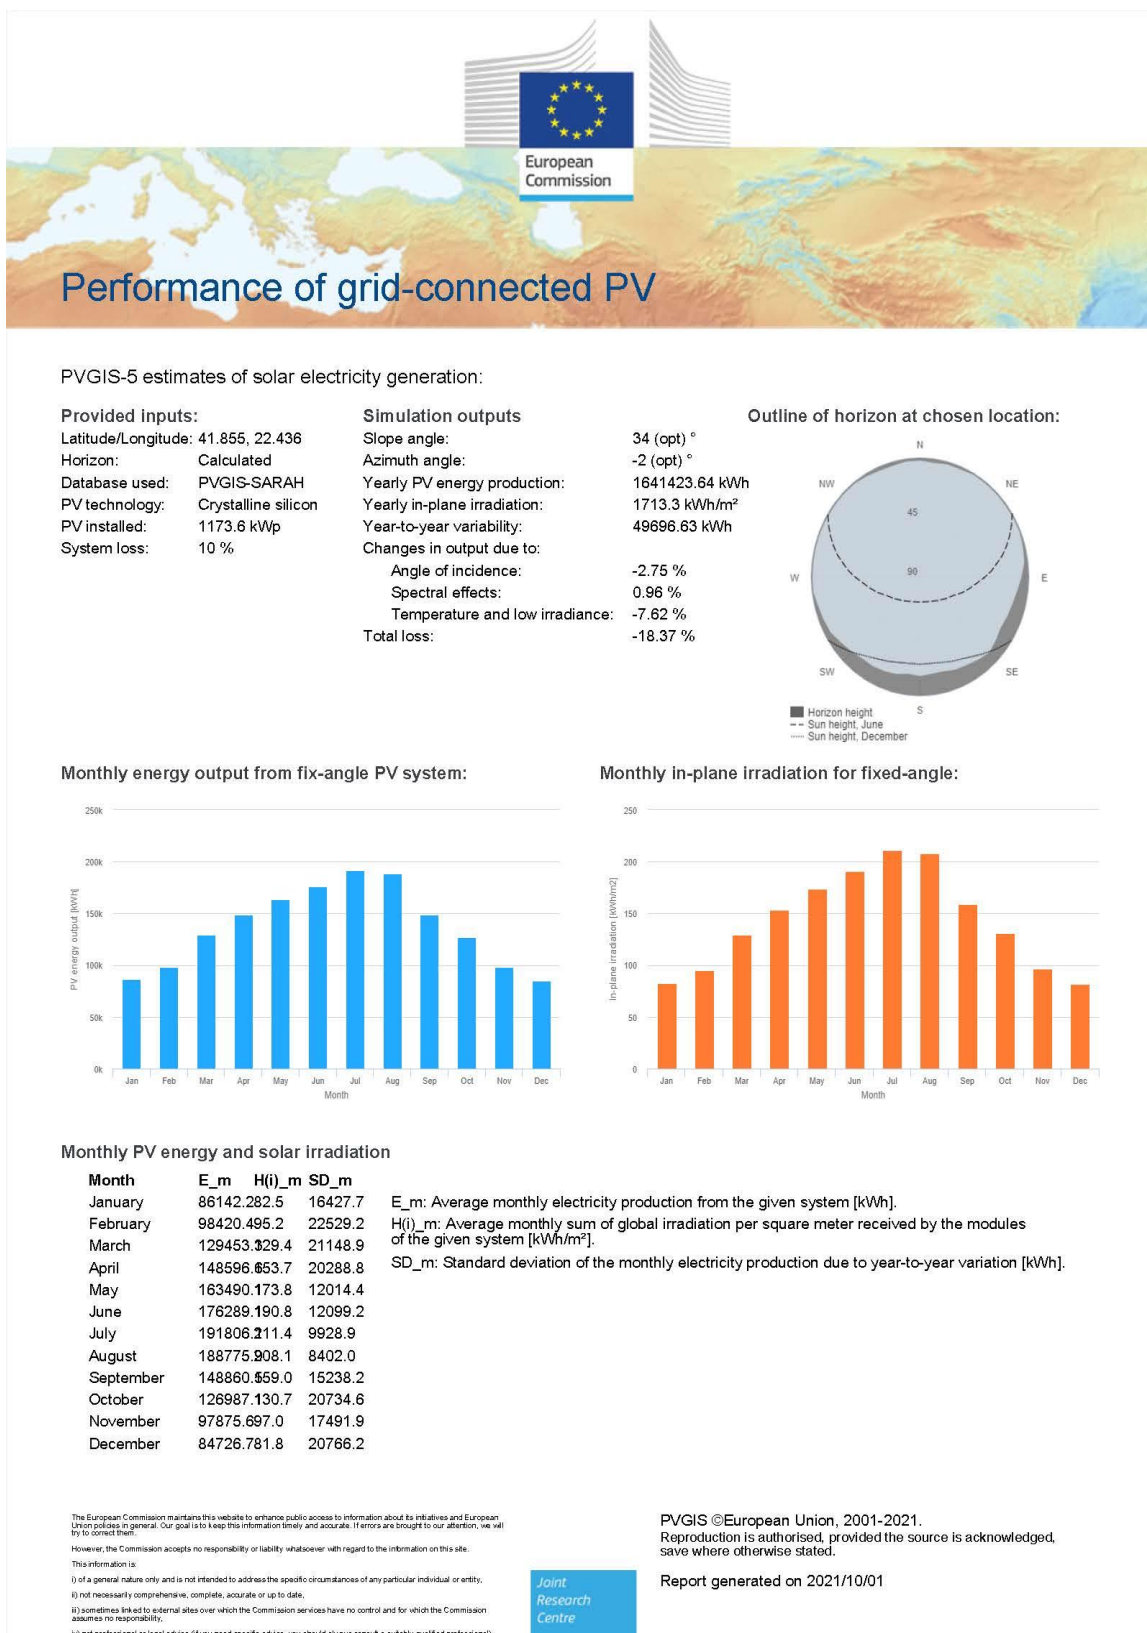 European
Commission
Performance of grid-connected PV
PVGIS-5 estimates of solar electricity generation:
Provided inputs:
Latitude/Longitude: 41.855, 22.436
Horizon: Calculated
Database used: PVGIS-SARAH
PV technology: Crystalline silicon
PV installed: 1173.6 kWp
System loss: 10 %
Simulation outputs
Slope angle: 34 (opt) °
Azimuth angle: -2 (opt) °
Yearly PV energy production: 1641423.64 kWh
Yearly in-plane irradiation: 1713.3 kWh/m²
Year-to-year variability: 49696.63 kWh
Changes in output due to:
Angle of incidence: -2.75 %
Spectral effects: 0.96 %
Temperature and low irradiance: -7.62 %
Total loss: -18.37 %
Outline of horizon at chosen location:
N
NW NE
45
W 90 E
SW SE
S
Horizon height
Sun height, June
Sun height, December
Monthly energy output from fix-angle PV system:
250k
200k
150k
100k
50k
0k
PV energy output [kWh]
Jan Feb Mar Apr May Jun Jul Aug Sep Oct Nov Dec
Month
Monthly in-plane irradiation for fixed-angle:
250
200
150
100
50
0
In-plane irradiation [kWh/m2]
Jan Feb Mar Apr May Jun Jul Aug Sep Oct Nov Dec
Month
Monthly PV energy and solar irradiation
Month E_m H(i)_m SD_m
January 86142.2 82.5 16427.7
February 98420.4 95.2 22529.2
March 129453.1 129.4 21148.9
April 148596.6 153.7 20288.8
May 163490.173.8 12014.4
June 176289.190.8 12099.2
July 191806.2 211.4 9928.9
August 188775.9 208.1 8402.0
September 148860.5 159.0 15238.2
October 126987.130.7 20734.6
November 97875.6 97.0 17491.9
December 84726.7 81.8 20766.2
E_m: Average monthly electricity production from the given system [kWh].
H(i)_m: Average monthly sum of global irradiation per square meter received by the modules
of the given system [kWh/m²].
SD_m: Standard deviation of the monthly electricity production due to year-to-year variation [kWh].
The European Commission maintains this website to enhance public access to information about its initiatives and European
Union policies in general. Our goal is to keep this information timely and accurate. If errors are brought to our attention, we will
try to correct them.
However, the Commission accepts no responsibility or liability whatsoever with regard to the information on this site.
This information is:
i) of a general nature only and is not intended to address the specific circumstances of any particular individual or entity,
ii) not necessarily comprehensive, complete, accurate or up to date,
iii) sometimes linked to external sites over which the Commission services have no control and for which the Commission
assumes no responsibility,
Joint
Research
Centre
PVGIS ©European Union, 2001-2021.
Reproduction is authorised, provided the source is acknowledged,
save where otherwise stated.
Report generated on 2021/10/01